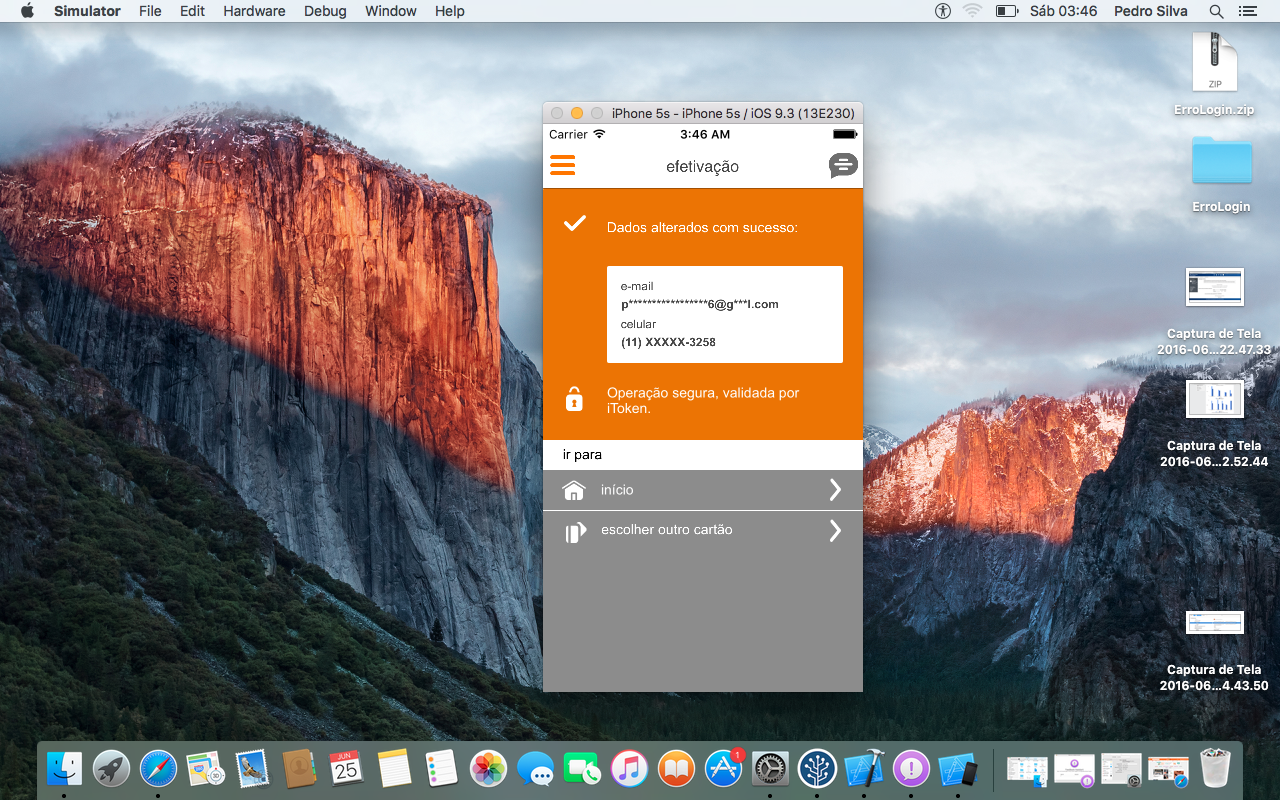 Simulator File Edit Hardware Debug Window Help
Sáb 03:46 Pedro Silva
iPhone 5s - iPhone 5s / iOS 9.3 (13E230)
Carrier 3:46 AM
efetivação
Dados alterados com sucesso:
e-mail
p*****************6@g***l.com
celular
(11) XXXXX-3258
Operação segura, validada por
iToken.
ir para
início
escolher outro cartão
ZIP
ErroLogin.zip
ErroLogin
Captura de Tela
2016-06...22.47.33
Captura de Tela
2016-06...2.52.44
Captura de Tela
2016-06...4.43.50
30
JUN
25
1